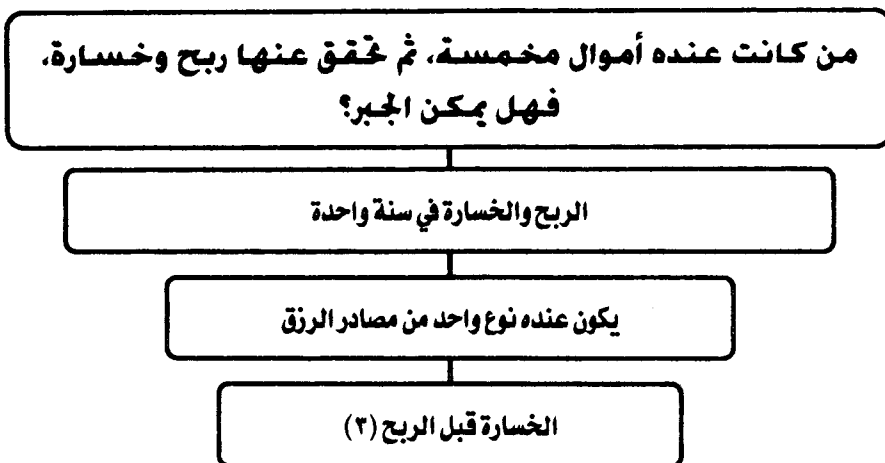 من كانت عنده أموال مخمسة، ثم تحقق عنها ربح وخسارة،
فهل يمكن الجبر؟
الربح والخسارة في سنة واحدة
يكون عنده نوع واحد من مصادر الرزق
الخسارة قبل الربح (٣)